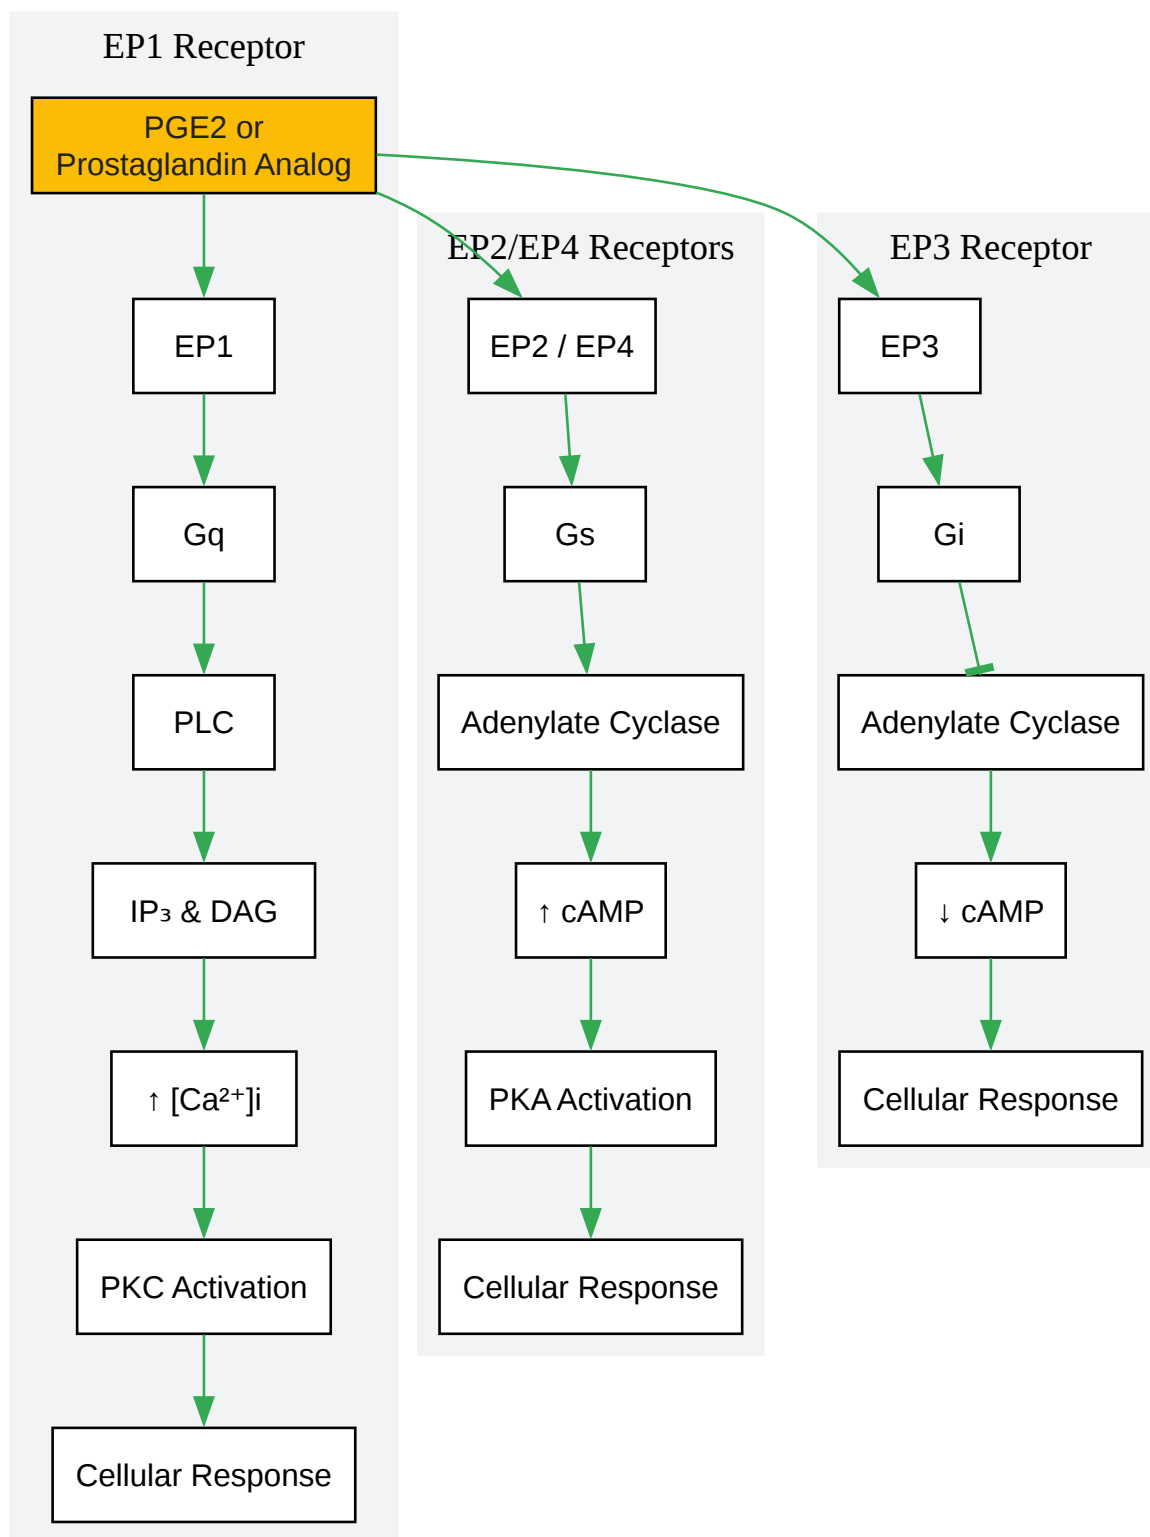 EP1 Receptor
PGE2 or
Prostaglandin Analog
EP1
Gq
PLC
IP₃ & DAG
↑ [Ca²⁺]i
PKC Activation
Cellular Response
EP2/EP4 Receptors
EP2 / EP4
Gs
Adenylate Cyclase
↑ cAMP
PKA Activation
Cellular Response
EP3 Receptor
EP3
Gi
Adenylate Cyclase
↓ cAMP
Cellular Response